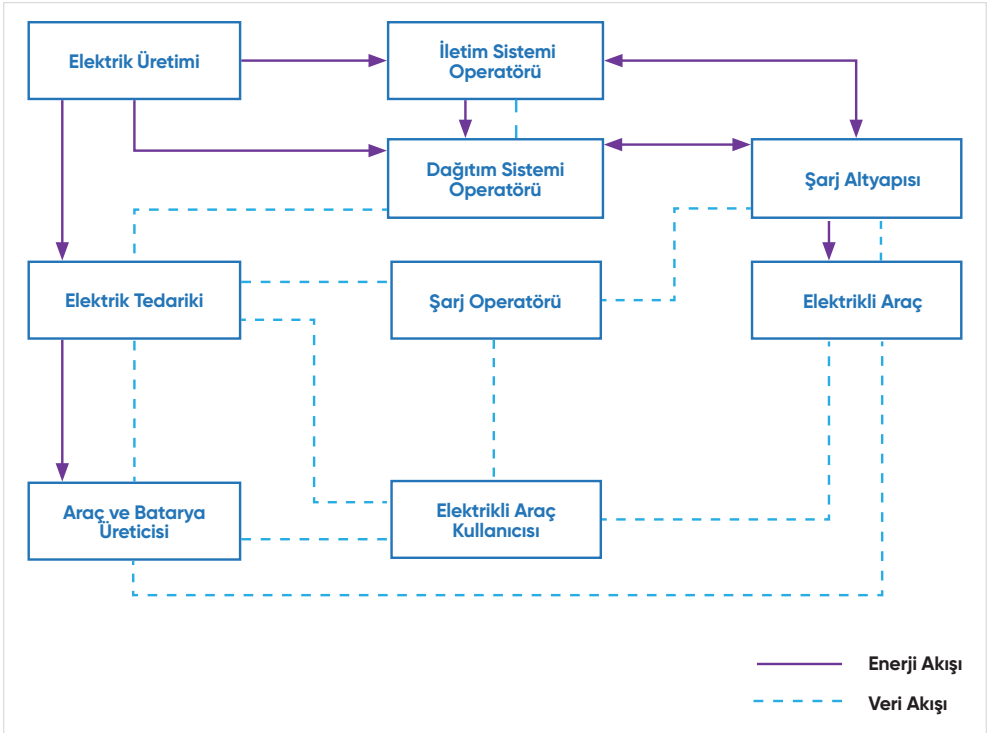 Elektrik Üretimi
İletim Sistemi
Operatörü
Dağıtım Sistemi
Operatörü
Şarj Altyapısı
Elektrik Tedariki
Şarj Operatörü
Elektrikli Araç
Araç ve Batarya
Üreticisi
Elektrikli Araç
Kullanıcısı
Enerji Akışı
Veri Akışı